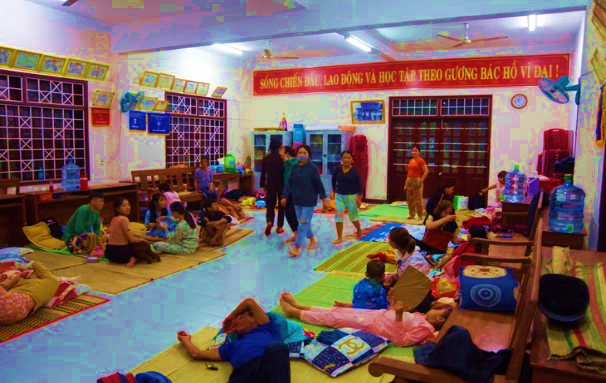 SỐNG CHIẾN ĐẤU, LAO ĐỘNG VÀ HỌC TẬP THEO GƯƠNG BÁC HỒ VĨ ĐẠI !